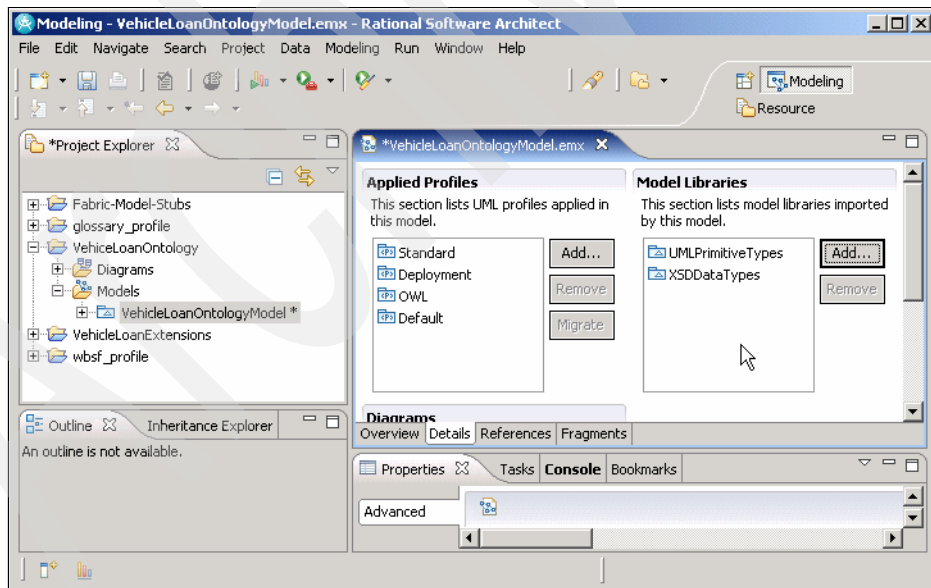 Modeling - VehicleLoanOntologyModel.emx - Rational Software Architect
File Edit Navigate Search Project Data Modeling Run Window Help
Modeling
Resource
*Project Explorer
Fabric-Model-Stubs
glossary_profile
VehiceLoanOntology
Diagrams
Models
VehicleLoanOntologyModel *
VehicleLoanExtensions
wbsf_profile
Outline Inheritance Explorer
An outline is not available.
*VehicleLoanOntologyModel.emx
Applied Profiles
This section lists UML profiles applied in
this model.
Standard
Deployment
OWL
Default
Add...
Remove
Migrate
Model Libraries
This section lists model libraries imported
by this model.
UMLPrimitiveTypes
XSDDataTypes
Add...
Remove
Diagrams
Overview Details References Fragments
Properties Tasks Console Bookmarks
Advanced